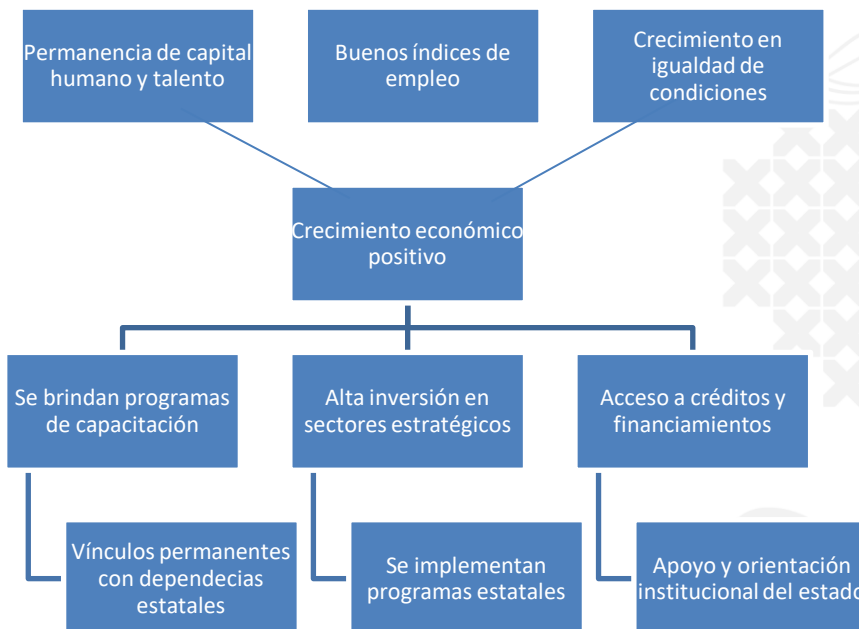 Permanencia de capital
humano y talento
Buenos índices de
empleo
Crecimiento en
igualdad de
condiciones
Crecimiento económico
positivo
Se brindan programas
de capacitación
Alta inversión en
sectores estratégicos
Acceso a créditos y
financiamientos
Vínculos permanentes
con dependecias
estatales
Se implementan
programas estatales
Apoyo y orientación
institucional del estado